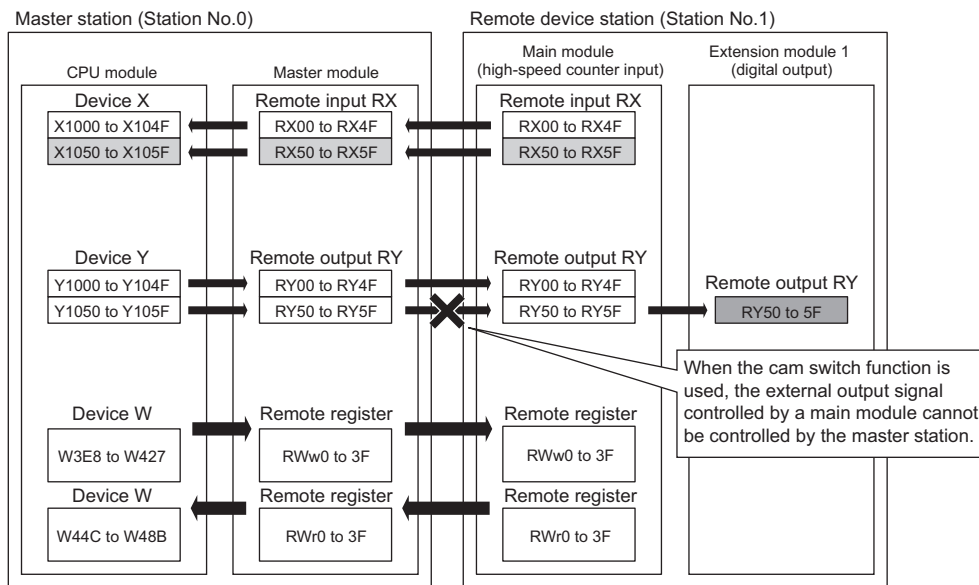 Master station (Station No.0)
Remote device station (Station No.1)
CPU module
Master module
Main module
(high-speed counter input)
Extension module 1
(digital output)
Device X
Remote input RX
Remote input RX
X1000 to X104F
RX00 to RX4F
RX00 to RX4F
X1050 to X105F
RX50 to RX5F
RX50 to RX5F
Device Y
Remote output RY
Remote output RY
Y1000 to Y104F
RY00 to RY4F
RY00 to RY4F
Remote output RY
Y1050 to Y105F
RY50 to RY5F
RY50 to RY5F
RY50 to 5F
When the cam switch function is
used, the external output signal
controlled by a main module cannot
be controlled by the master station.
Device W
Remote register
Remote register
W3E8 to W427
RWw0 to 3F
RWw0 to 3F
Device W
Remote register
Remote register
W44C to W48B
RWr0 to 3F
RWr0 to 3F